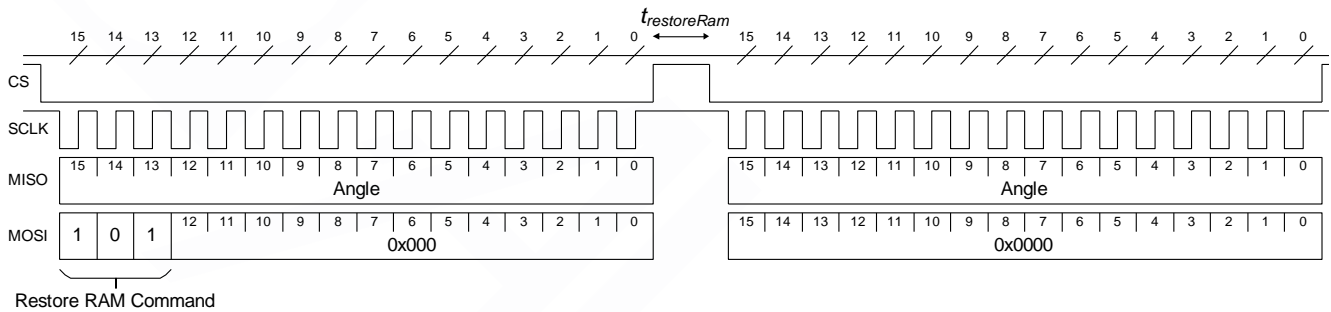 t restoreRam
15 14 13 12 11 10 9 8 7 6 5 4 3 2 1 0 15 14 13 12 11 10 9 8 7 6 5 4 3 2 1 0
CS
SCLK
MISO 15 14 13 12 11 10 9 8 7 6 5 4 3 2 1 0 15 14 13 12 11 10 9 8 7 6 5 4 3 2 1 0
Angle Angle
MOSI 1 0 1 12 11 10 9 8 7 6 5 4 3 2 1 0 15 14 13 12 11 10 9 8 7 6 5 4 3 2 1 0
0x000 0x0000
Restore RAM Command